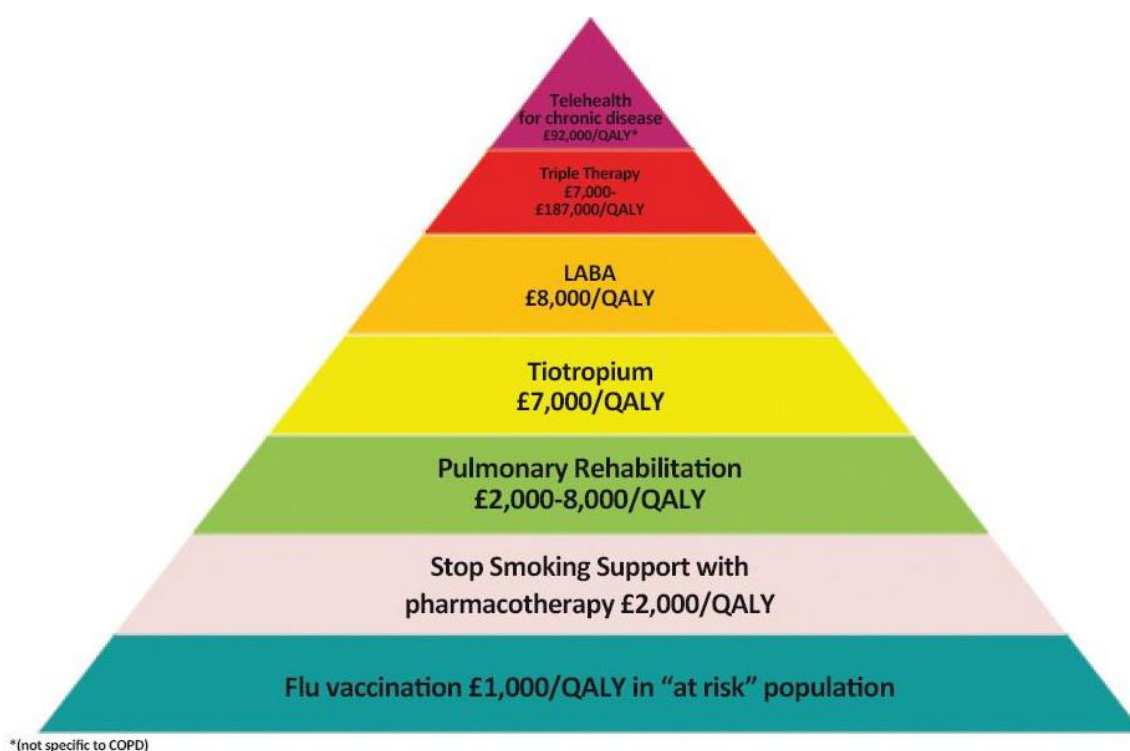 Telehealth
for chronic disease
£92,000/QALY*
Triple Therapy
£7,000-
£187,000/QALY
LABA
£8,000/QALY
Tiotropium
£7,000/QALY
Pulmonary Rehabilitation
£2,000-8,000/QALY
Stop Smoking Support with
pharmacotherapy £2,000/QALY
Flu vaccination £1,000/QALY in “at risk” population
*(not specific to COPD)